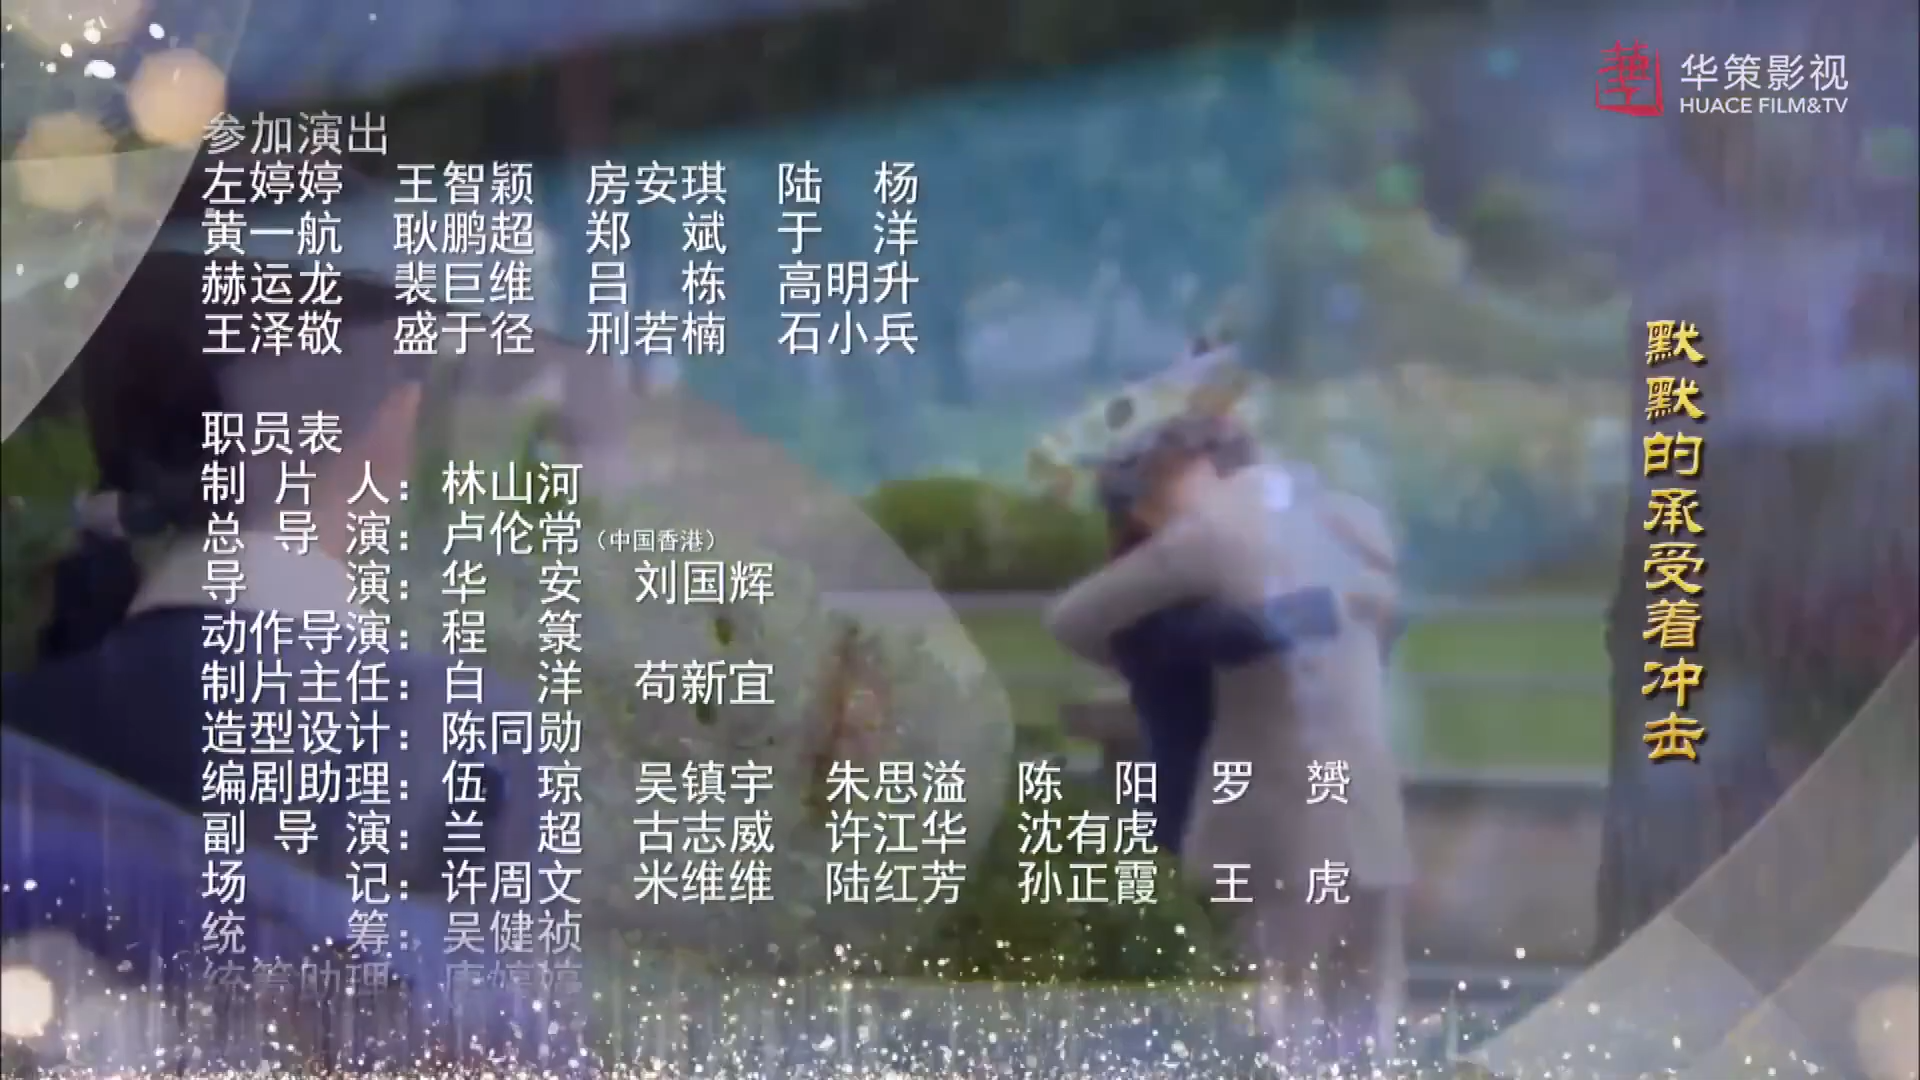 华策影视
HUACE FILM&TV
参加演出
左婷婷 王智颖 房安琪 陆 杨
黄一航 耿鹏超 郑 斌 于 洋
赫运龙 裴巨维 吕 栋 高明升
王泽敬 盛于径 刑若楠 石小兵
职员表
制 片 人：林山河
总 导 演：卢伦常（中国香港）
导 演：华 安 刘国辉
动作导演：程 箓
制片主任：白 洋 苟新宜
造型设计：陈同勋
编剧助理：伍 琼 吴镇宇 朱思溢 陈 阳 罗 赟
副 导 演：兰 超 古志威 许江华 沈有虎
场 记：许周文 米维维 陆红芳 孙正霞 王 虎
统 筹：吴健祯
统筹助理：唐婷婷
默默的承受着冲击